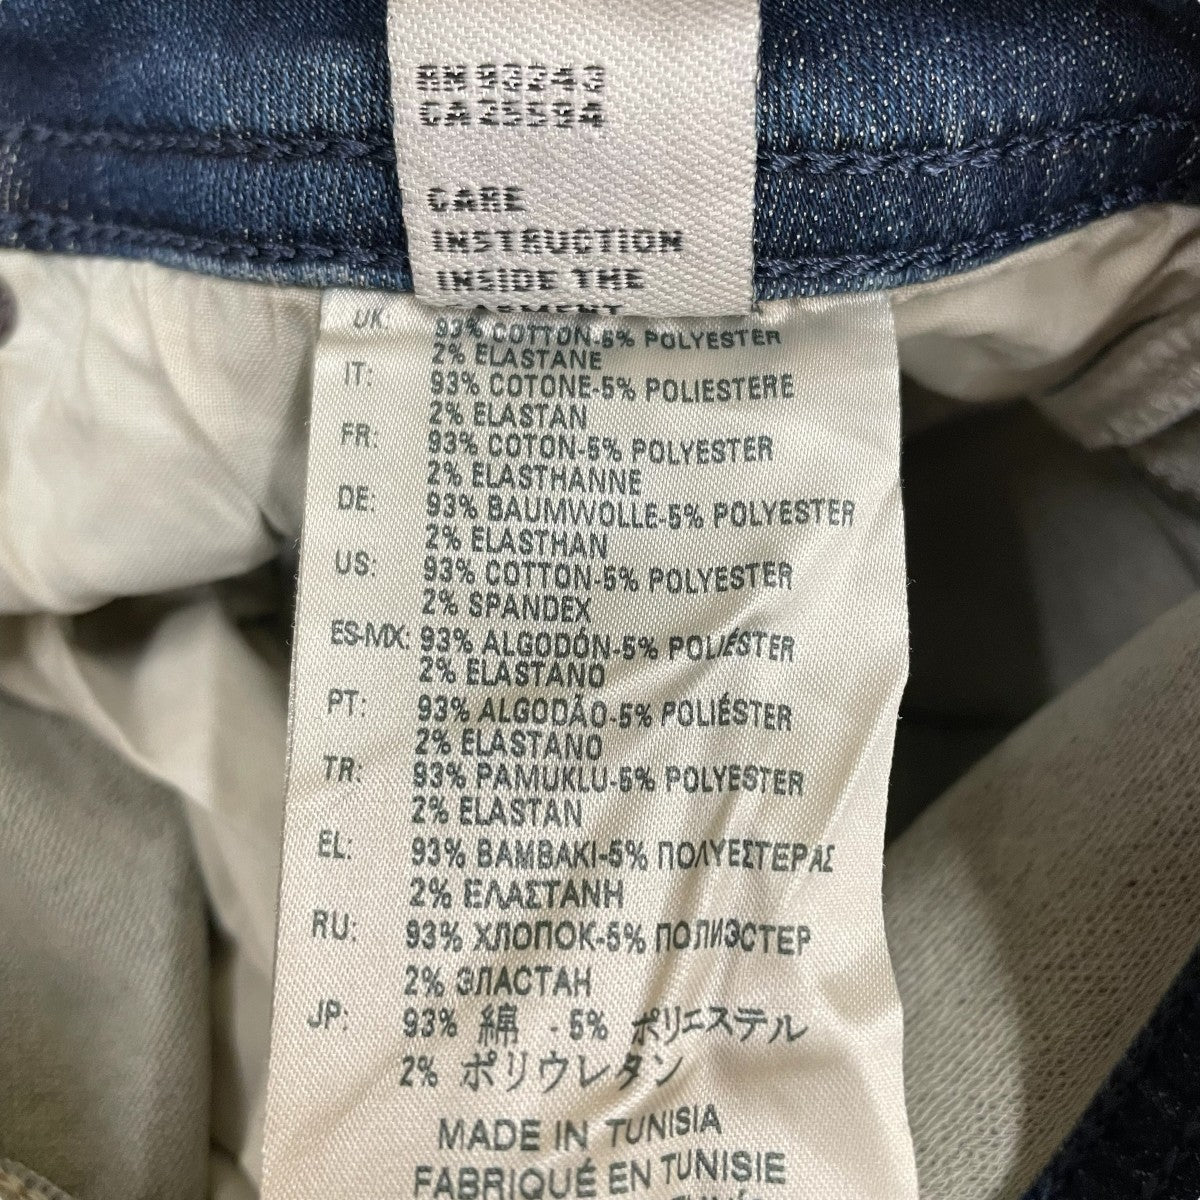 RN 93243
CA25594
CARE
INSTRUCTION
INSIDE THE
GARMENT
UK: 93% COTTON-5% POLYESTER
2% ELASTANE
IT: 93% COTONE-5% POLIESTERE
2% ELASTAN
FR: 93% COTON-5% POLYESTER
2% ELASTHANNE
DE: 93% BAUMWOLLE-5% POLYESTER
2% ELASTHAN
US: 93% COTTON-5% POLYESTER
2% SPANDEX
ES-MX: 93% ALGODÓN-5% POLIÉSTER
2% ELASTANO
PT: 93% ALGODÃO-5% POLIÉSTER
2% ELASTANO
TR: 93% PAMUKLU-5% POLYESTER
2% ELASTAN
EL: 93% BAMBAKI-5% ΠΟΛΥΕΣΤΕΡΑΣ
2% ΕΛΑΣΤΑΝΗ
RU: 93% ХЛОПОК-5% ПОЛИЭСТЕР
2% ЭЛАСТАН
JP: 93% 綿 - 5% ポリエステル
2% ポリウレタン
MADE IN TUNISIA
FABRIQUÉ EN TUNISIE